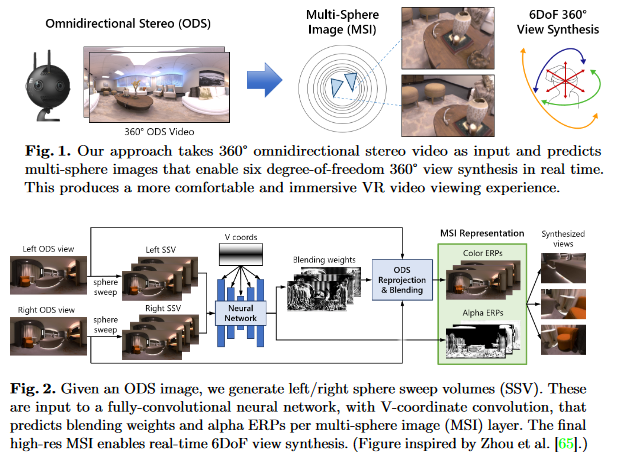 Omnidirectional Stereo (ODS)
360° ODS Video
Multi-Sphere
Image (MSI)
6DoF 360°
View Synthesis
Fig. 1. Our approach takes 360° omnidirectional stereo video as input and predicts
multi-sphere images that enable six degree-of-freedom 360° view synthesis in real time.
This produces a more comfortable and immersive VR video viewing experience.
Left ODS view
sphere
sweep
Left SSV
V coords
Blending weights
MSI Representation
Color ERPs
Synthesized
views
Neural
Network
ODS
Reprojection
& Blending
Right ODS view
sphere
sweep
Right SSV
Alpha ERPs
Fig. 2. Given an ODS image, we generate left/right sphere sweep volumes (SSV). These
are input to a fully-convolutional neural network, with V-coordinate convolution, that
predicts blending weights and alpha ERPs per multi-sphere image (MSI) layer. The final
high-res MSI enables real-time 6DoF view synthesis. (Figure inspired by Zhou et al. [65].)